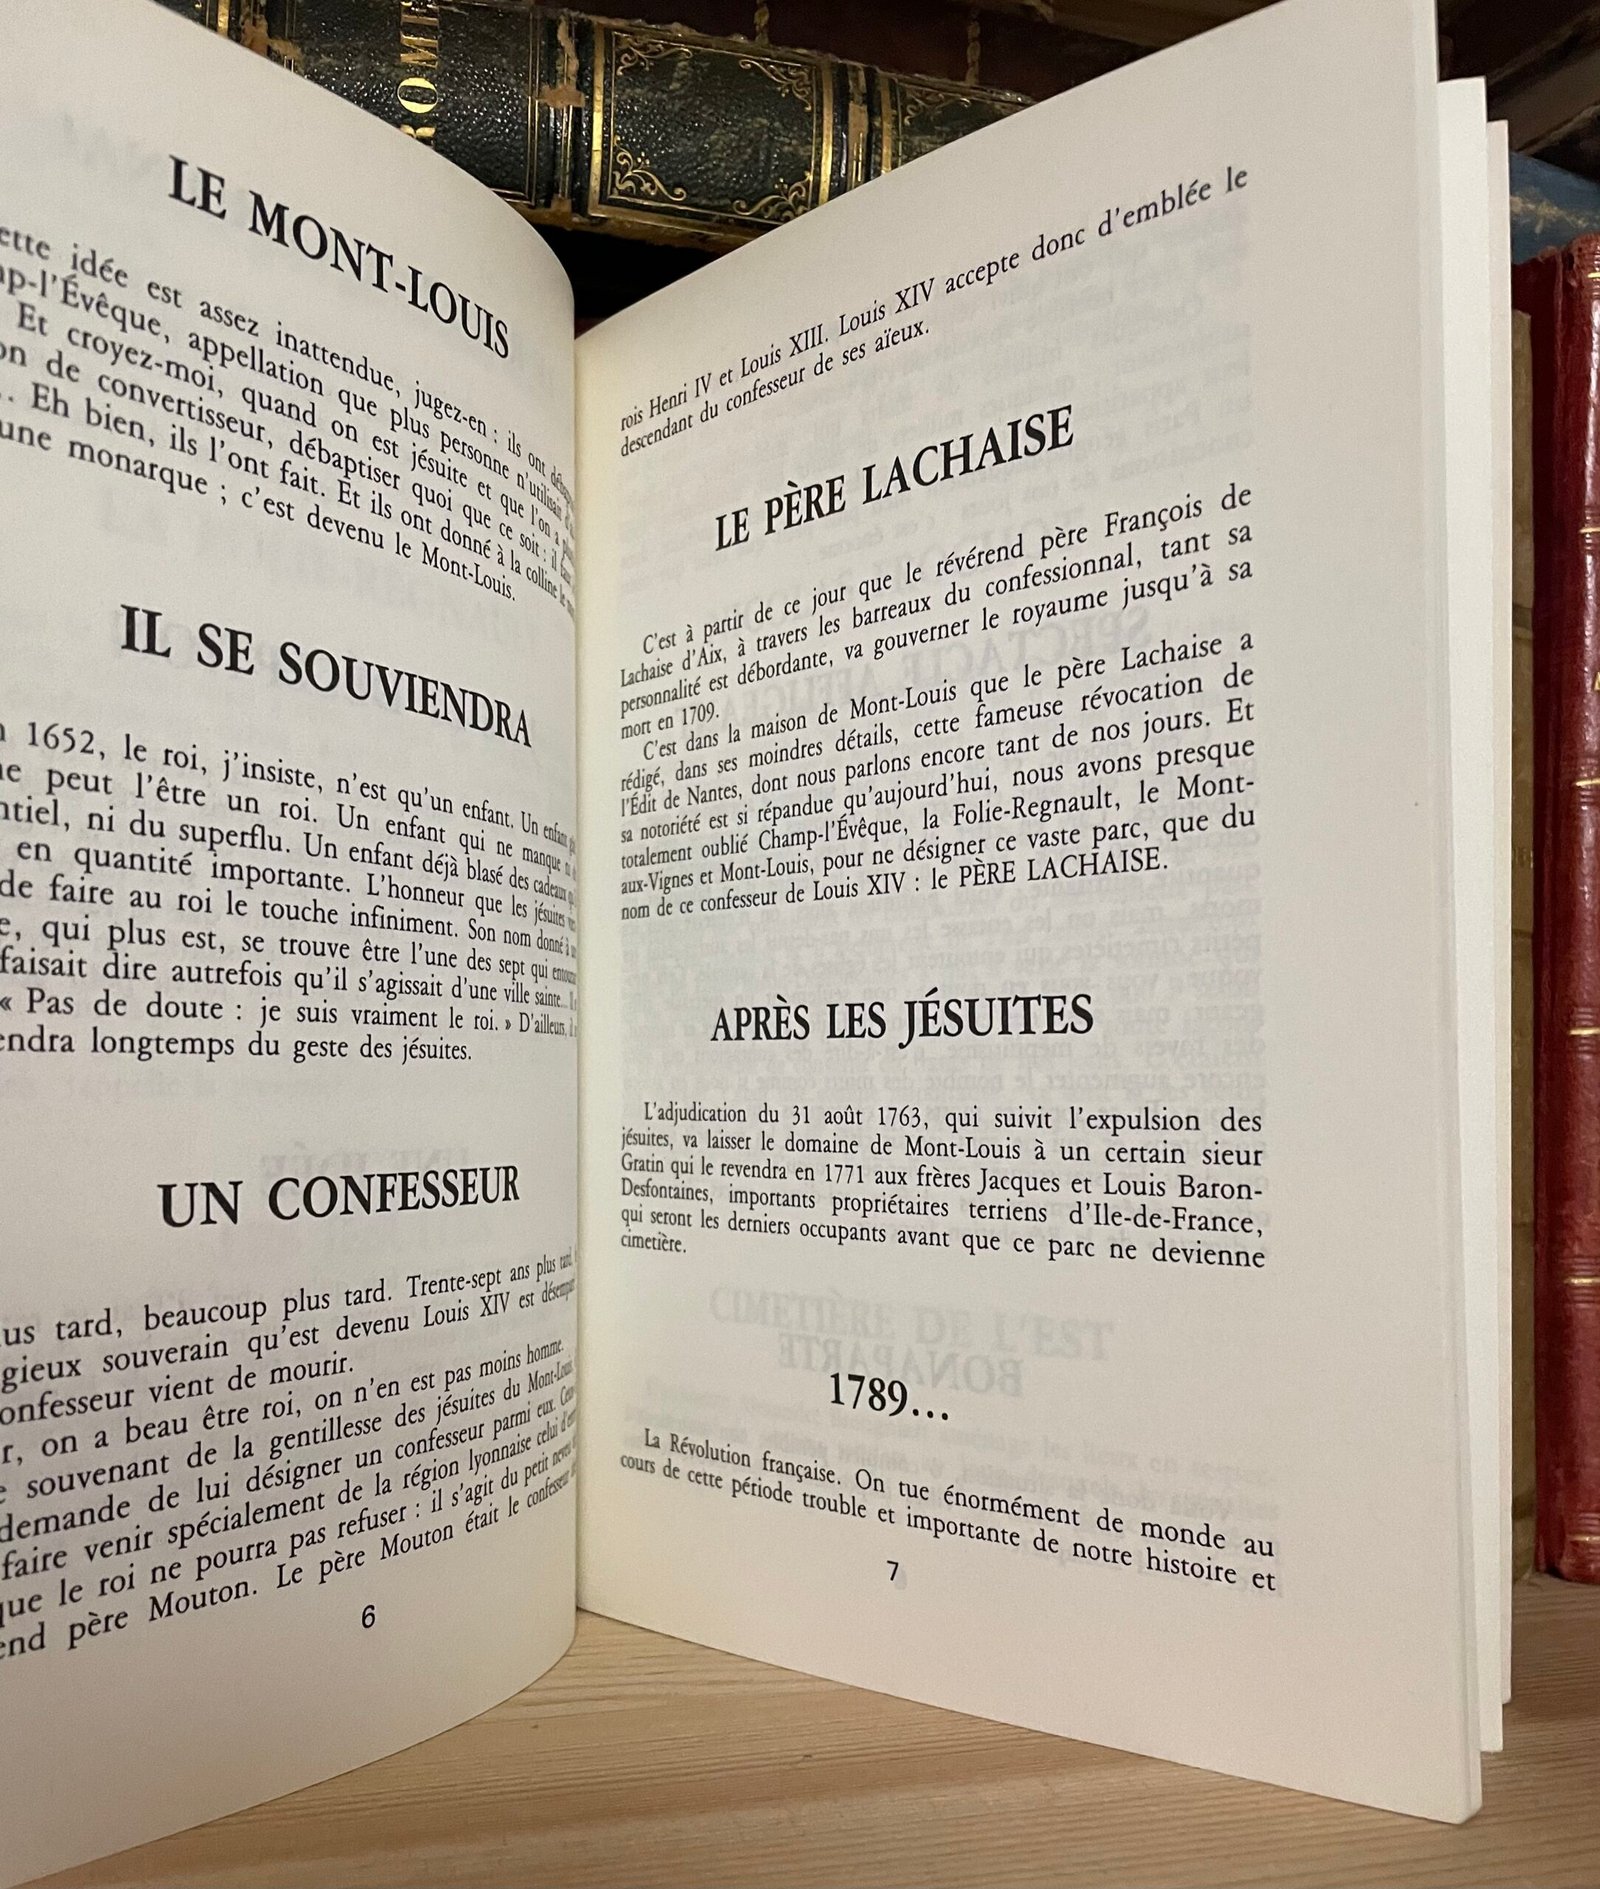 ROME
LE MONT-LOUIS
ette idée est assez inattendue, jugez-en : ils ont
p-l'Évêque, appellation que plus personne n'utilisait
Et croyez-moi, quand on est jésuite et que l'on a
on de convertisseur, débaptiser quoi que ce soit : il
.. Eh bien, ils l'ont fait. Et ils ont donné à la colline le
une monarque ; c'est devenu le Mont-Louis.
IL SE SOUVIENDRA
n 1652, le roi, j'insiste, n'est qu'un enfant. Un enfant
ne peut l'être un roi. Un enfant qui ne manque ni
ntiel, ni du superflu. Un enfant déjà blasé des cadeaux
en quantité importante. L'honneur que les jésuites
de faire au roi le touche infiniment. Son nom donné à
e, qui plus est, se trouve être l'une des sept qui
faisait dire autrefois qu'il s'agissait d'une ville sainte...
« Pas de doute : je suis vraiment le roi. » D'ailleurs, il
endra longtemps du geste des jésuites.
UN CONFESSEUR
us tard, beaucoup plus tard. Trente-sept ans plus tard,
gieux souverain qu'est devenu Louis XIV est
onfesseur vient de mourir.
r, on a beau être roi, on n'en est pas moins homme.
e souvenant de la gentillesse des jésuites du Mont-Louis,
demande de lui désigner un confesseur parmi eux.
faire venir spécialement de la région lyonnaise celui
que le roi ne pourra pas refuser : il s'agit du petit neveu
end père Mouton. Le père Mouton était le confesseur
6
rois Henri IV et Louis XIII. Louis XIV accepte donc d'emblée le
descendant du confesseur de ses aïeux.
LE PÈRE LACHAISE
C'est à partir de ce jour que le révérend père François de
Lachaise d'Aix, à travers les barreaux du confessionnal, tant sa
personnalité est débordante, va gouverner le royaume jusqu'à sa
mort en 1709.
C'est dans la maison de Mont-Louis que le père Lachaise a
rédigé, dans ses moindres détails, cette fameuse révocation de
l'Édit de Nantes, dont nous parlons encore tant de nos jours. Et
sa notoriété est si répandue qu'aujourd'hui, nous avons presque
totalement oublié Champ-l'Évêque, la Folie-Regnault, le Mont-
aux-Vignes et Mont-Louis, pour ne désigner ce vaste parc, que du
nom de ce confesseur de Louis XIV : le PÈRE LACHAISE.
APRÈS LES JÉSUITES
L'adjudication du 31 août 1763, qui suivit l'expulsion des
jésuites, va laisser le domaine de Mont-Louis à un certain sieur
Gratin qui le revendra en 1771 aux frères Jacques et Louis Baron-
Desfontaines, importants propriétaires terriens d'Ile-de-France,
qui seront les derniers occupants avant que ce parc ne devienne
cimetière.
1789...
La Révolution française. On tue énormément de monde au
cours de cette période trouble et importante de notre histoire et
7